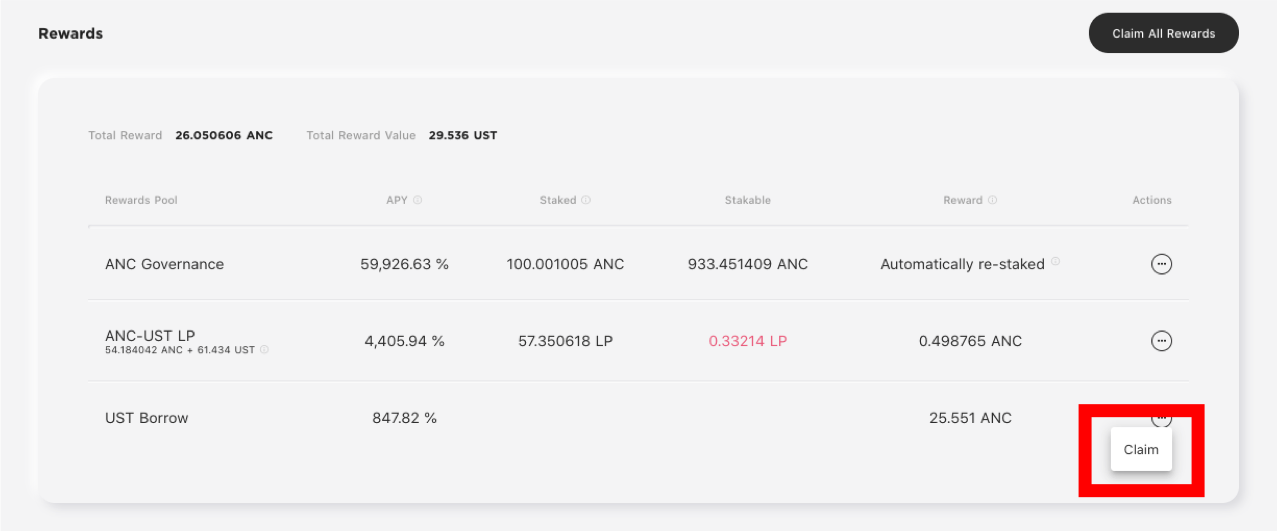 Rewards
Claim All Rewards
Total Reward 26.050606 ANC Total Reward Value 29.536 UST
Rewards Pool APY Staked Stakable Reward Actions
ANC Governance 59,926.63 % 100.001005 ANC 933.451409 ANC Automatically re-staked
ANC-UST LP 4,405.94 % 57.350618 LP 0.33214 LP 0.498765 ANC
54.184042 ANC + 61.434 UST
UST Borrow 847.82 % 25.551 ANC
Claim